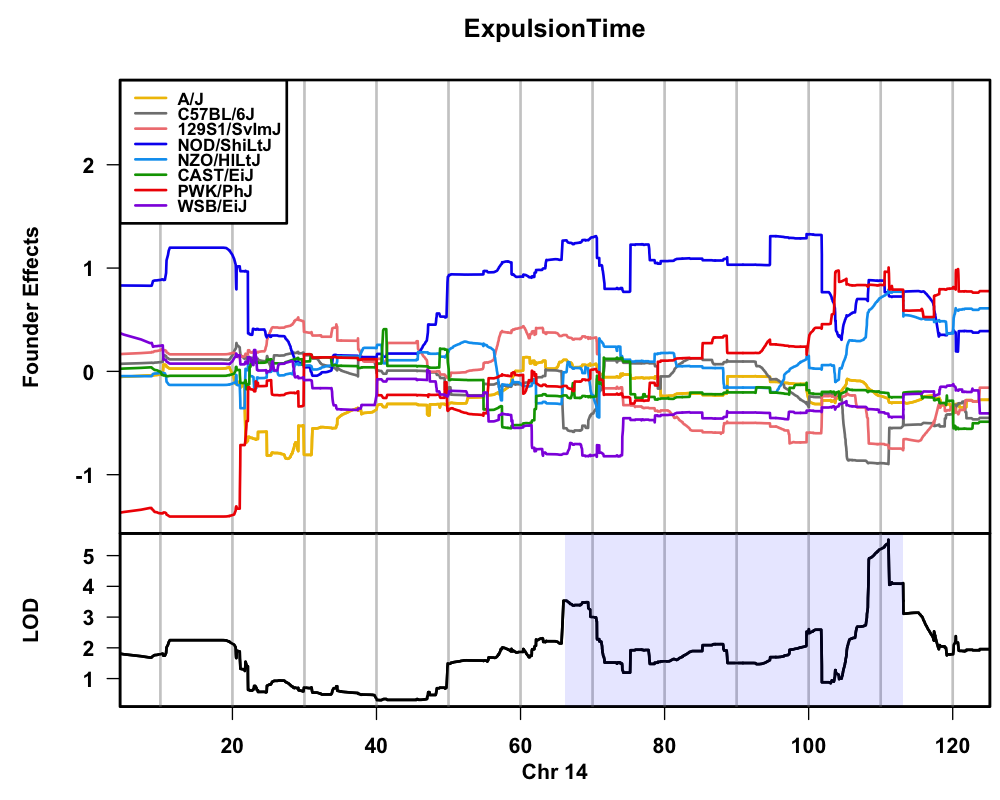 ExpulsionTime
A/J
C57BL/6J
129S1/SvImJ
NOD/ShiLtJ
NZO/HlLtJ
CAST/EiJ
PWK/PhJ
WSB/EiJ
Founder Effects
2
1
0
-1
LOD
5
4
3
2
1
20 40 60 80 100 120
Chr 14